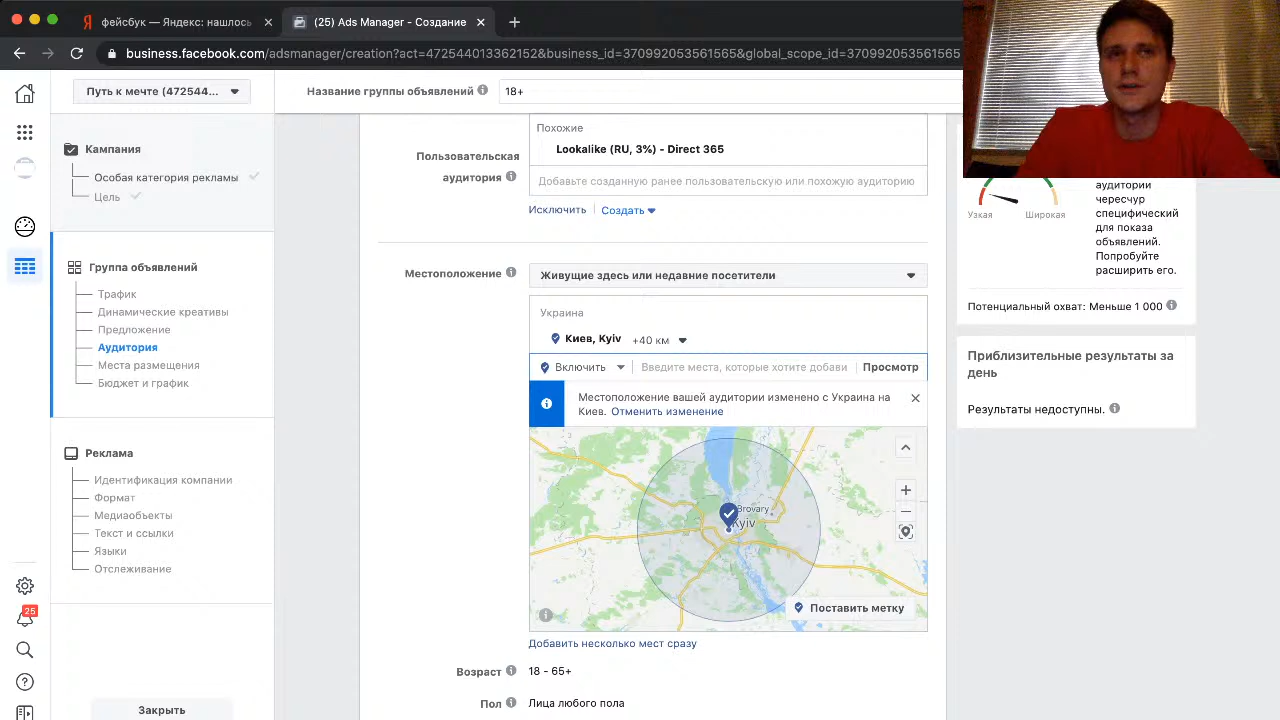 фейсбук — Яндекс: нашлось
(25) Ads Manager - Создание
business.facebook.com/adsmanager/creation?act=
Путь к мечте (472544...
Название группы объявлений
18+
Кампания
Особая категория рекламы
Цель
Группа объявлений
Трафик
Динамические креативы
Предложение
Аудитория
Места размещения
Бюджет и график
Реклама
Идентификация компании
Формат
Медиаобъекты
Текст и ссылки
Языки
Отслеживание
25
Закрыть
Похожие
Пользовательская
аудитория
Lookalike (RU, 3%) - Direct 365
Добавьте созданную ранее пользовательскую или похожую аудиторию
Исключить
Создать
Местоположение
Живущие здесь или недавние посетители
Украина
Киев, Kyiv +40 км
Включить
Введите места, которые хотите добави
Просмотр
Местоположение вашей аудитории изменено с Украина на
Киев. Отменить изменение
Brovary
Kyiv
Поставить метку
Добавить несколько мест сразу
Возраст
18 - 65+
Пол
Лица любого пола
Узкая
Широкая
аудитории
чересчур
специфический
для показа
объявлений.
Попробуйте
расширить его.
Потенциальный охват: Меньше 1 000
Приблизительные результаты за
день
Результаты недоступны.